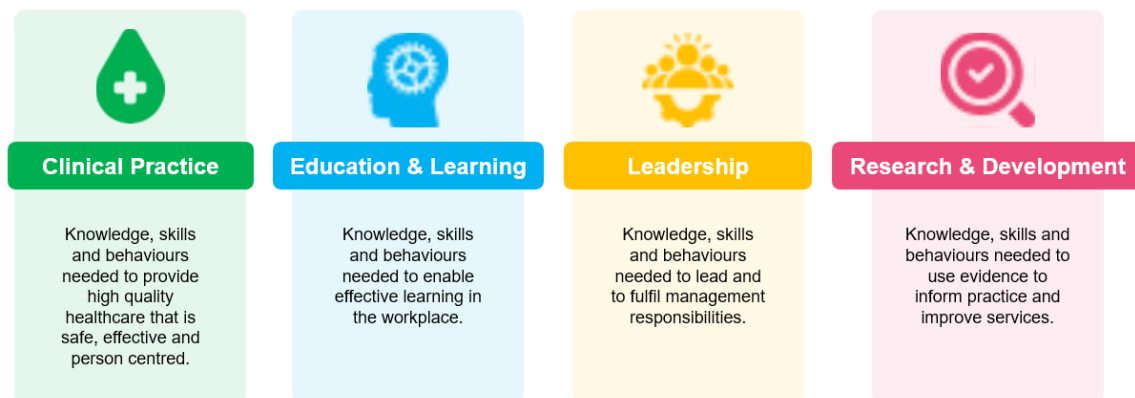 Clinical Practice
Knowledge, skills
and behaviours
needed to provide
high quality
healthcare that is
safe, effective and
person centred.
Education & Learning
Knowledge, skills
and behaviours
needed to enable
effective learning in
the workplace.
Leadership
Knowledge, skills
and behaviours
needed to lead and
to fulfil management
responsibilities.
Research & Development
Knowledge, skills and
behaviours needed to
use evidence to
inform practice and
improve services.